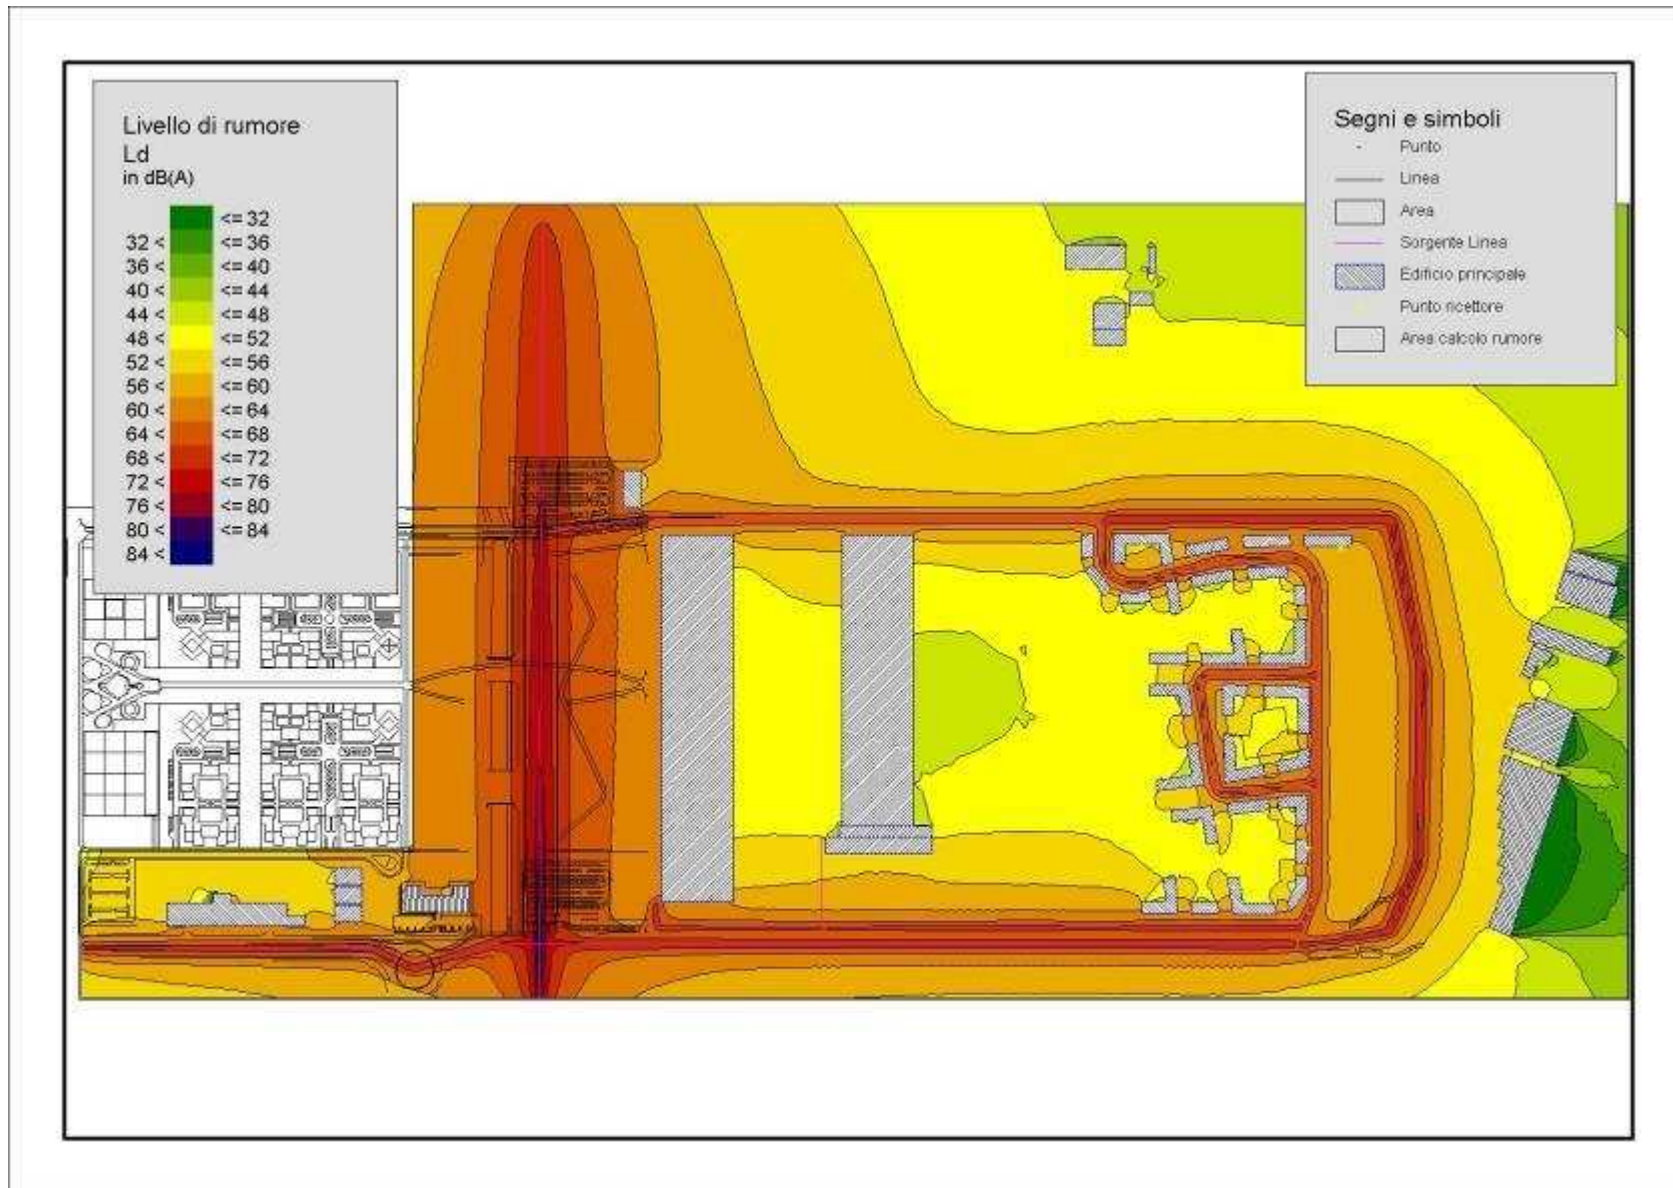 Livello di rumore
Ld
in dB(A)
<= 32
32 < <= 36
36 < <= 40
40 < <= 44
44 < <= 48
48 < <= 52
52 < <= 56
56 < <= 60
60 < <= 64
64 < <= 68
68 < <= 72
72 < <= 76
76 < <= 80
80 < <= 84
84 <
Segni e simboli
Punto
Linea
Area
Sorgente Linea
Edificio principale
Punto ricettore
Area calcolo rumore